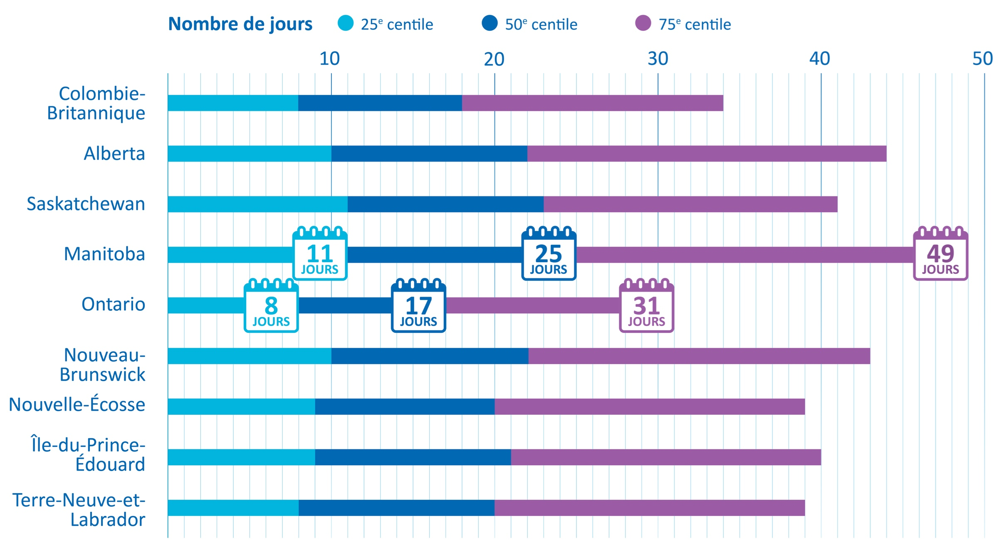 Nombre de jours 25e centile 50e centile 75e centile
10 20 30 40 50
Colombie-
Britannique
Alberta
Saskatchewan
Manitoba
11
JOURS
25
JOURS
49
JOURS
Ontario
8
JOURS
17
JOURS
31
JOURS
Nouveau-
Brunswick
Nouvelle-Écosse
Île-du-Prince-
Édouard
Terre-Neuve-et-
Labrador